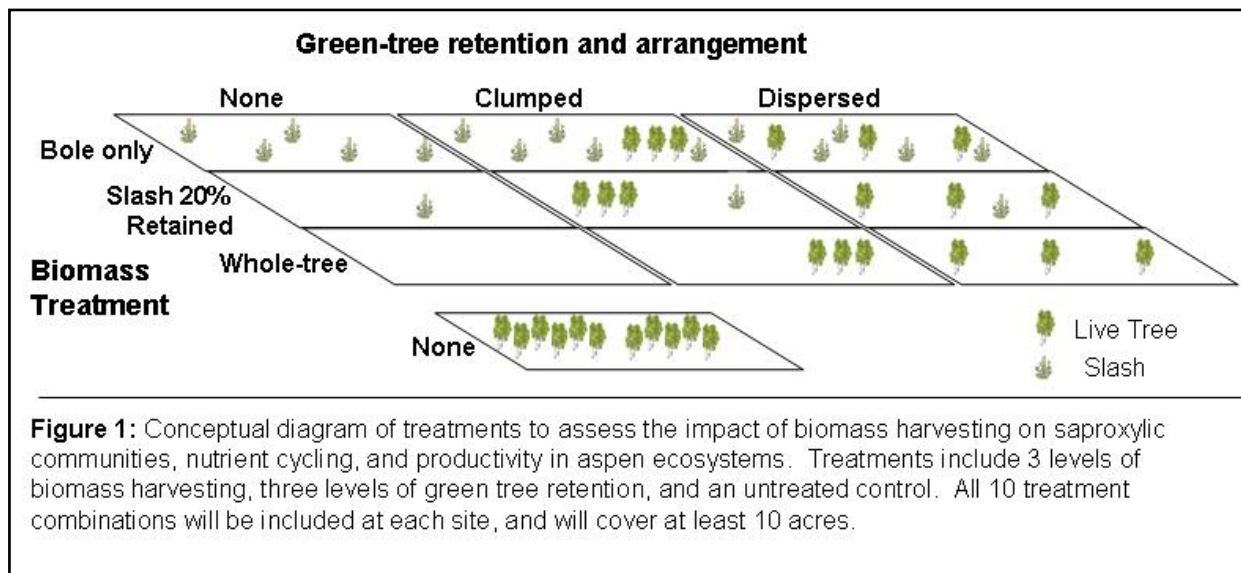 Green-tree retention and arrangement
None Clumped Dispersed
Bole only
Slash 20%
Retained
Whole-tree
Biomass
Treatment
None
Live Tree
Slash
Figure 1: Conceptual diagram of treatments to assess the impact of biomass harvesting on saproxylic
communities, nutrient cycling, and productivity in aspen ecosystems. Treatments include 3 levels of
biomass harvesting, three levels of green tree retention, and an untreated control. All 10 treatment
combinations will be included at each site, and will cover at least 10 acres.